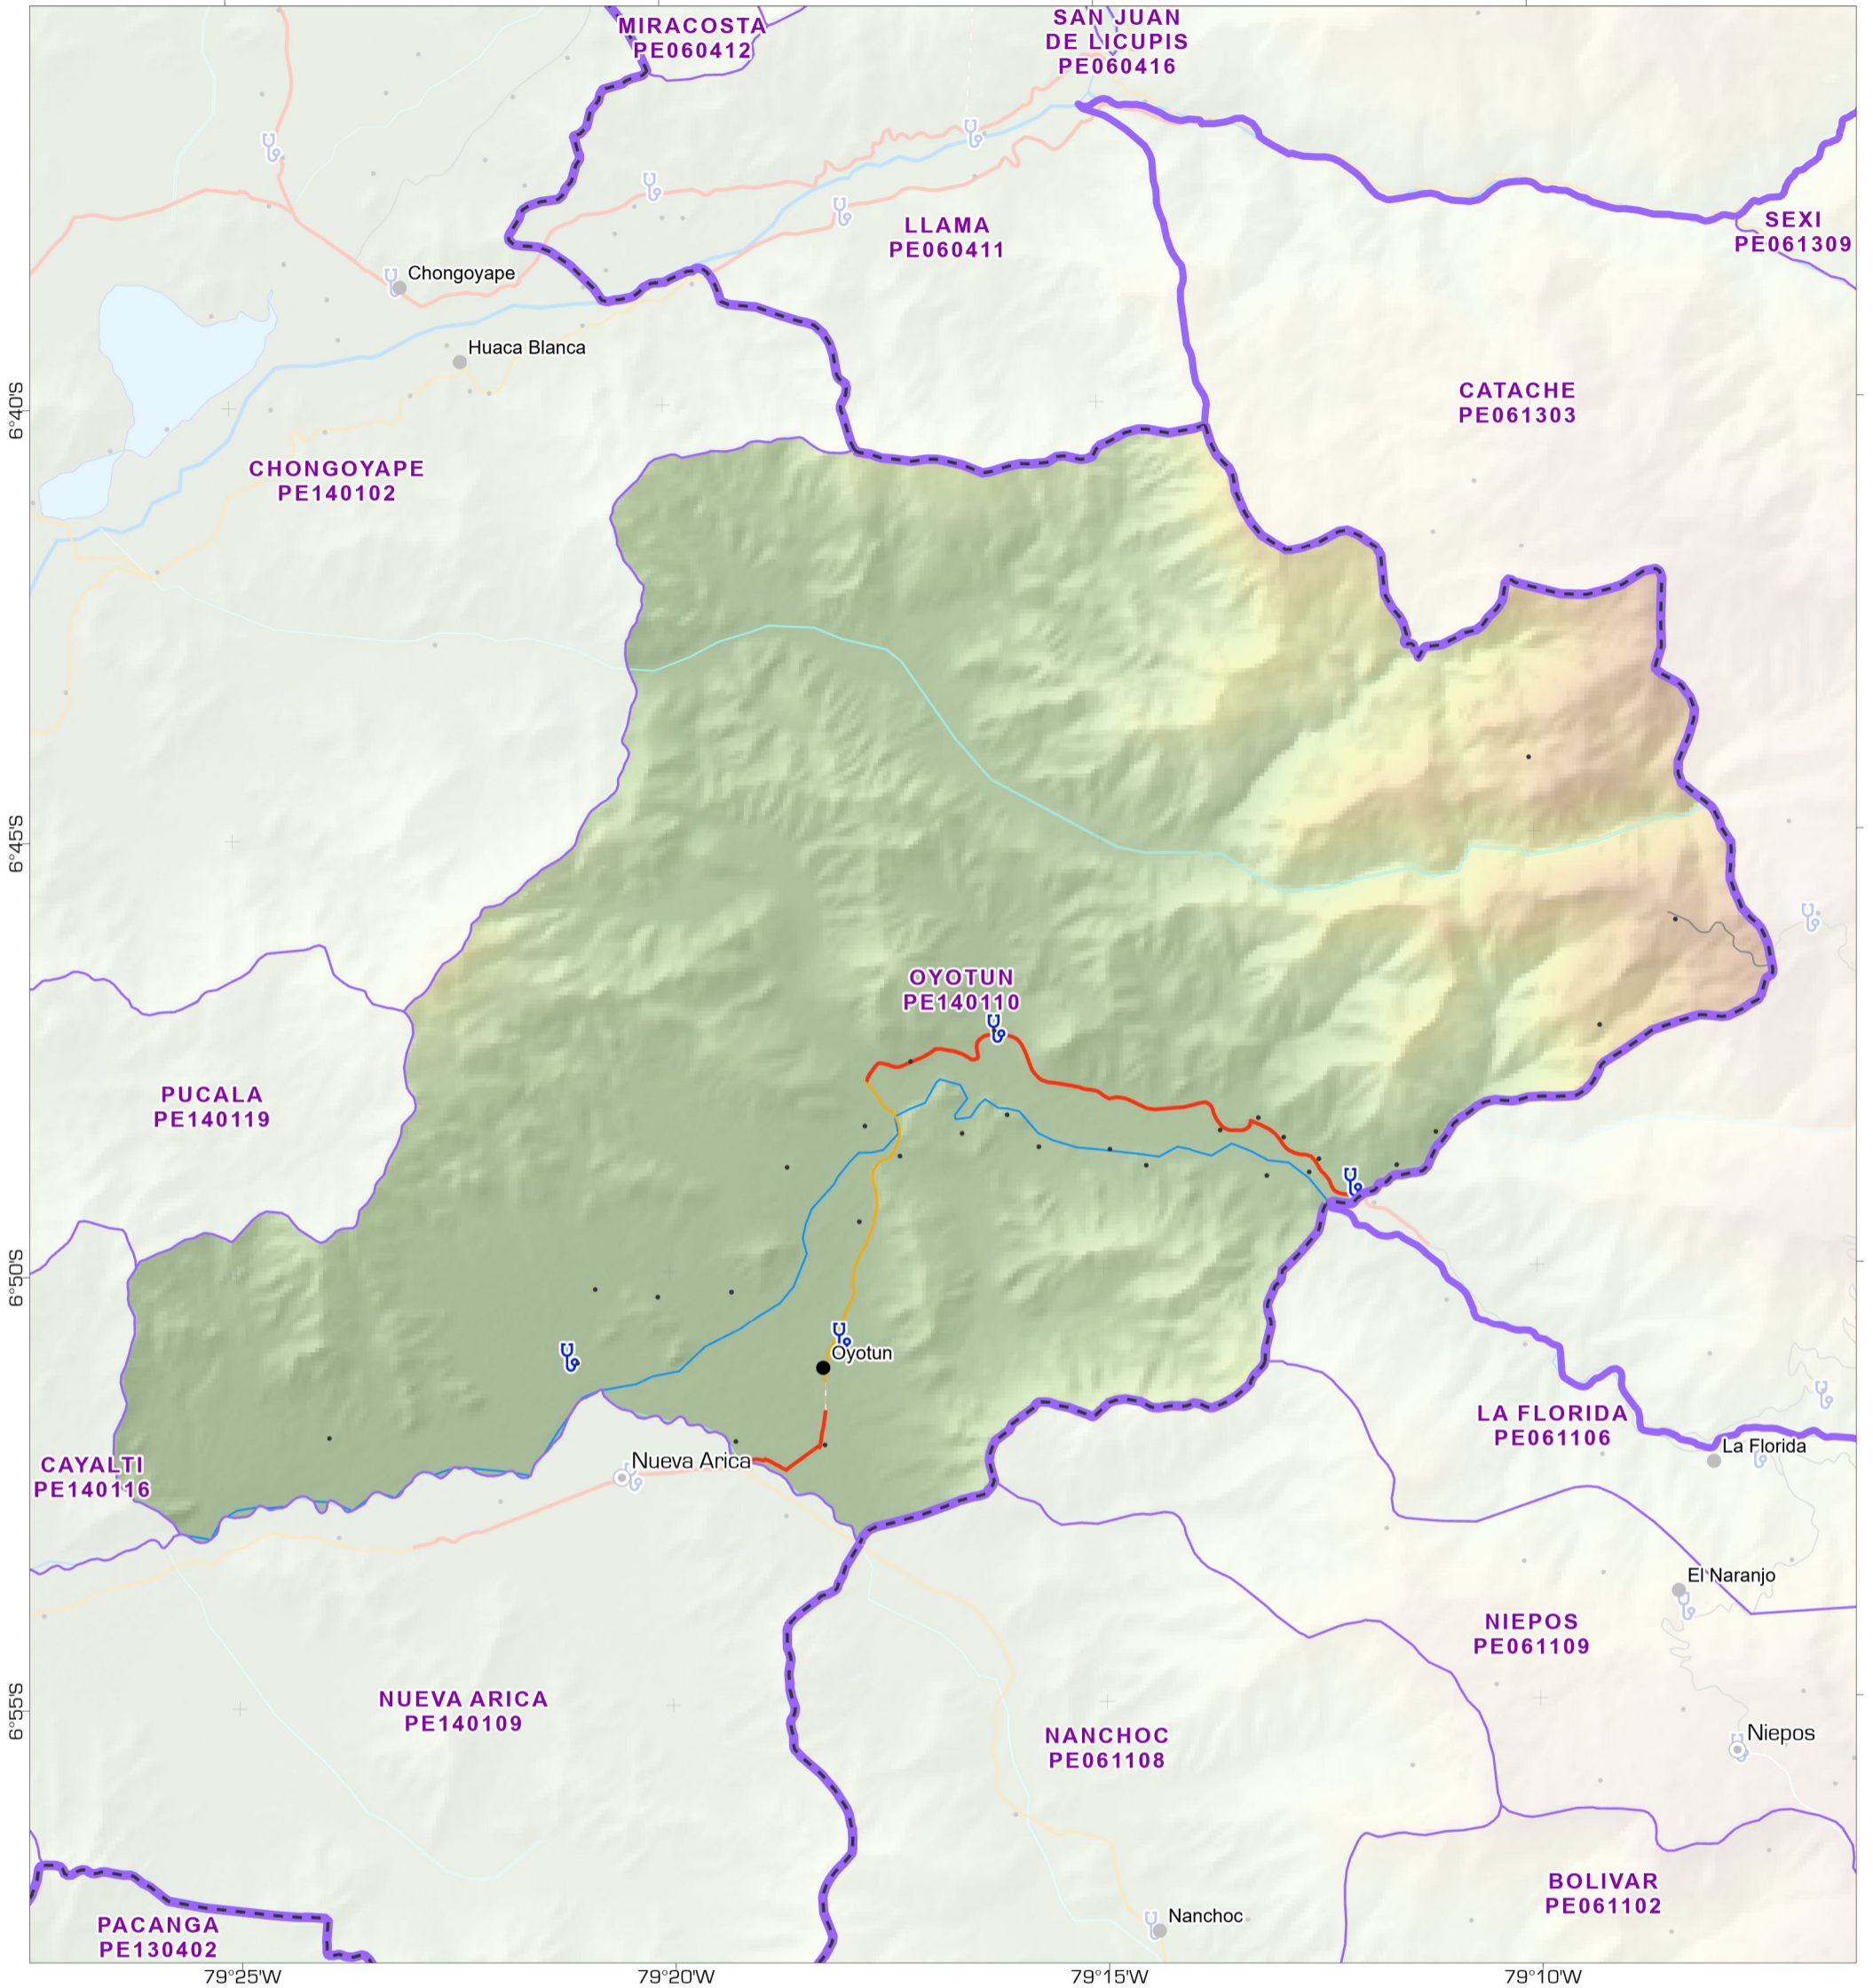 MIRACOSTA
PE060412
SAN JUAN
DE LICUPIS
PE060416
LLAMA
PE060411
SEXI
PE061309
Chongoyape
Huaca Blanca
6°40'S
CATACHE
PE061303
CHONGOYAPE
PE140102
6°45'S
OYOTUN
PE140110
PUCALA
PE140119
6°50'S
Oyotun
LA FLORIDA
PE061106
La Florida
CAYALTI
PE140116
Nueva Arica
El Naranjo
NIEPOS
PE061109
6°55'S
NUEVA ARICA
PE140109
NANCHOC
PE061108
Niepos
BOLIVAR
PE061102
PACANGA
PE130402
Nanchoc
79°25'W
79°20'W
79°15'W
79°10'W